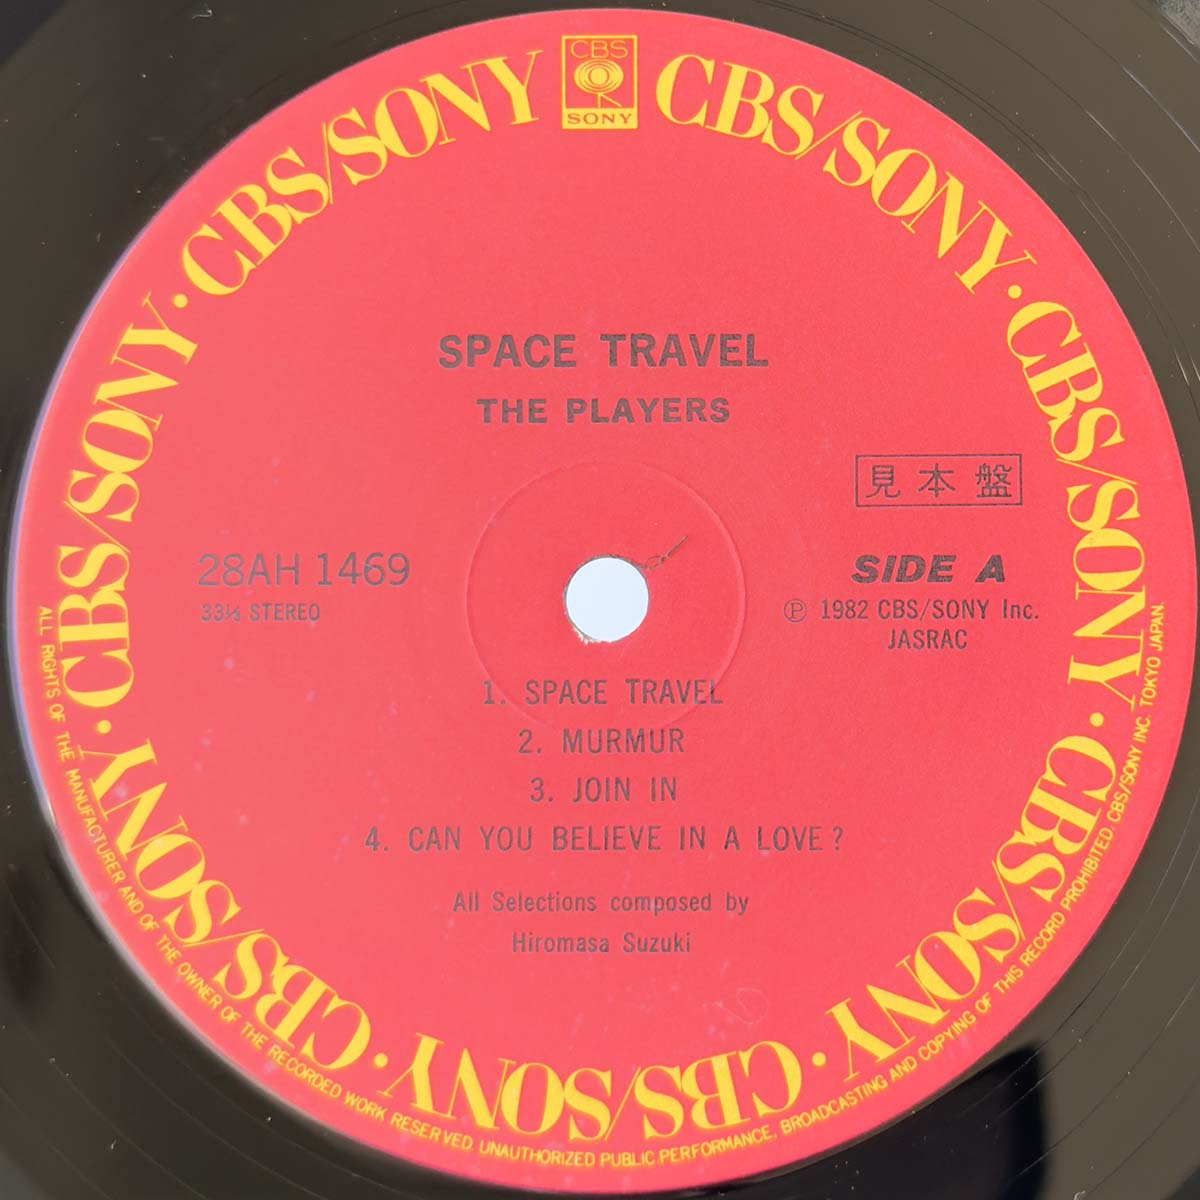 CBS
SONY
CBS/SONY · CBS/SONY · CBS/SONY · CBS/SONY · CBS/SONY · CBS/SONY · CBS/SONY · CBS/SONY · CBS/SONY · CBS/SONY
SPACE TRAVEL
THE PLAYERS
見本盤
28AH 1469
SIDE A
33⅓ STEREO
Ⓟ 1982 CBS/SONY Inc.
JASRAC
1. SPACE TRAVEL
2. MURMUR
3. JOIN IN
4. CAN YOU BELIEVE IN A LOVE?
All Selections composed by
Hiromasa Suzuki
ALL RIGHTS OF THE MANUFACTURER AND OF THE OWNER OF THE RECORDED WORK RESERVED. UNAUTHORIZED PUBLIC PERFORMANCE, BROADCASTING AND COPYING OF THIS RECORD PROHIBITED. CBS/SONY INC. TOKYO JAPAN.